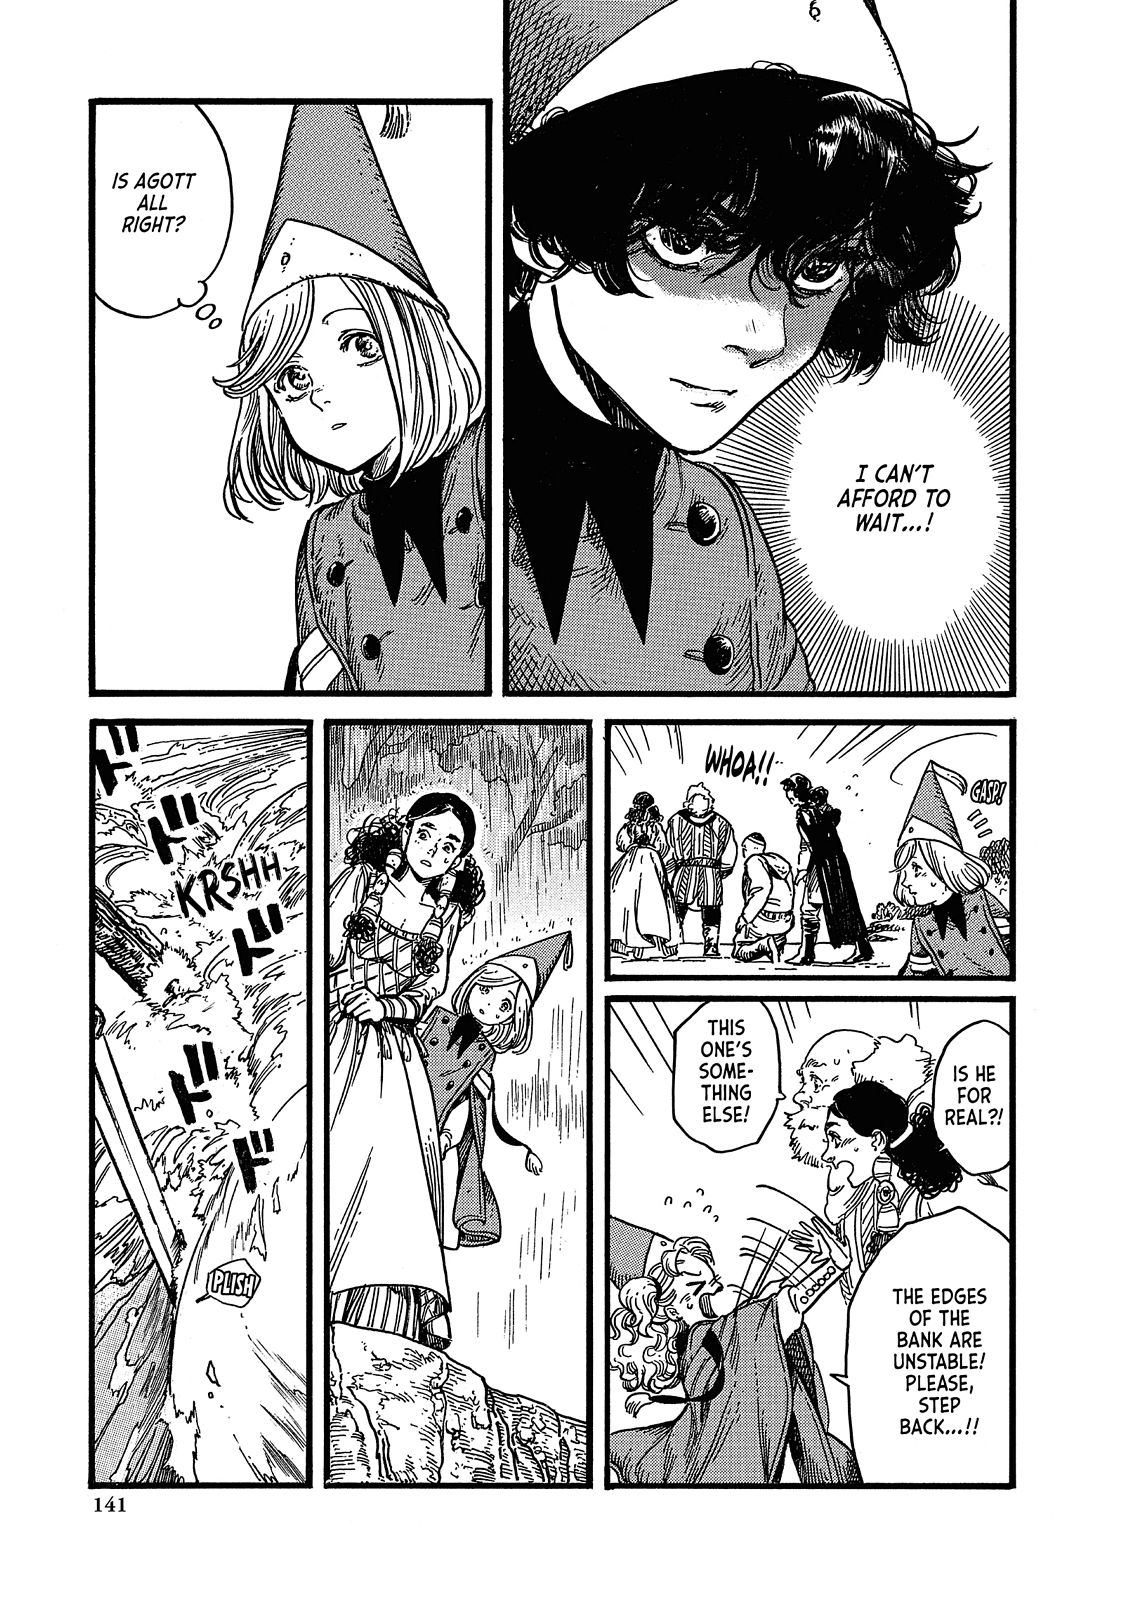 I CAN'T
AFFORD TO
WAIT...!
IS AGOTT
ALL
RIGHT?
GASP!
WHOA!!
IS HE
FOR
REAL?!
THIS
ONE'S
SOME-
THING
ELSE!
THE EDGES
OF THE
BANK ARE
UNSTABLE!
PLEASE,
STEP
BACK...!!
ド
ド
KRSHH
ド
ド
ド
PLISH
141